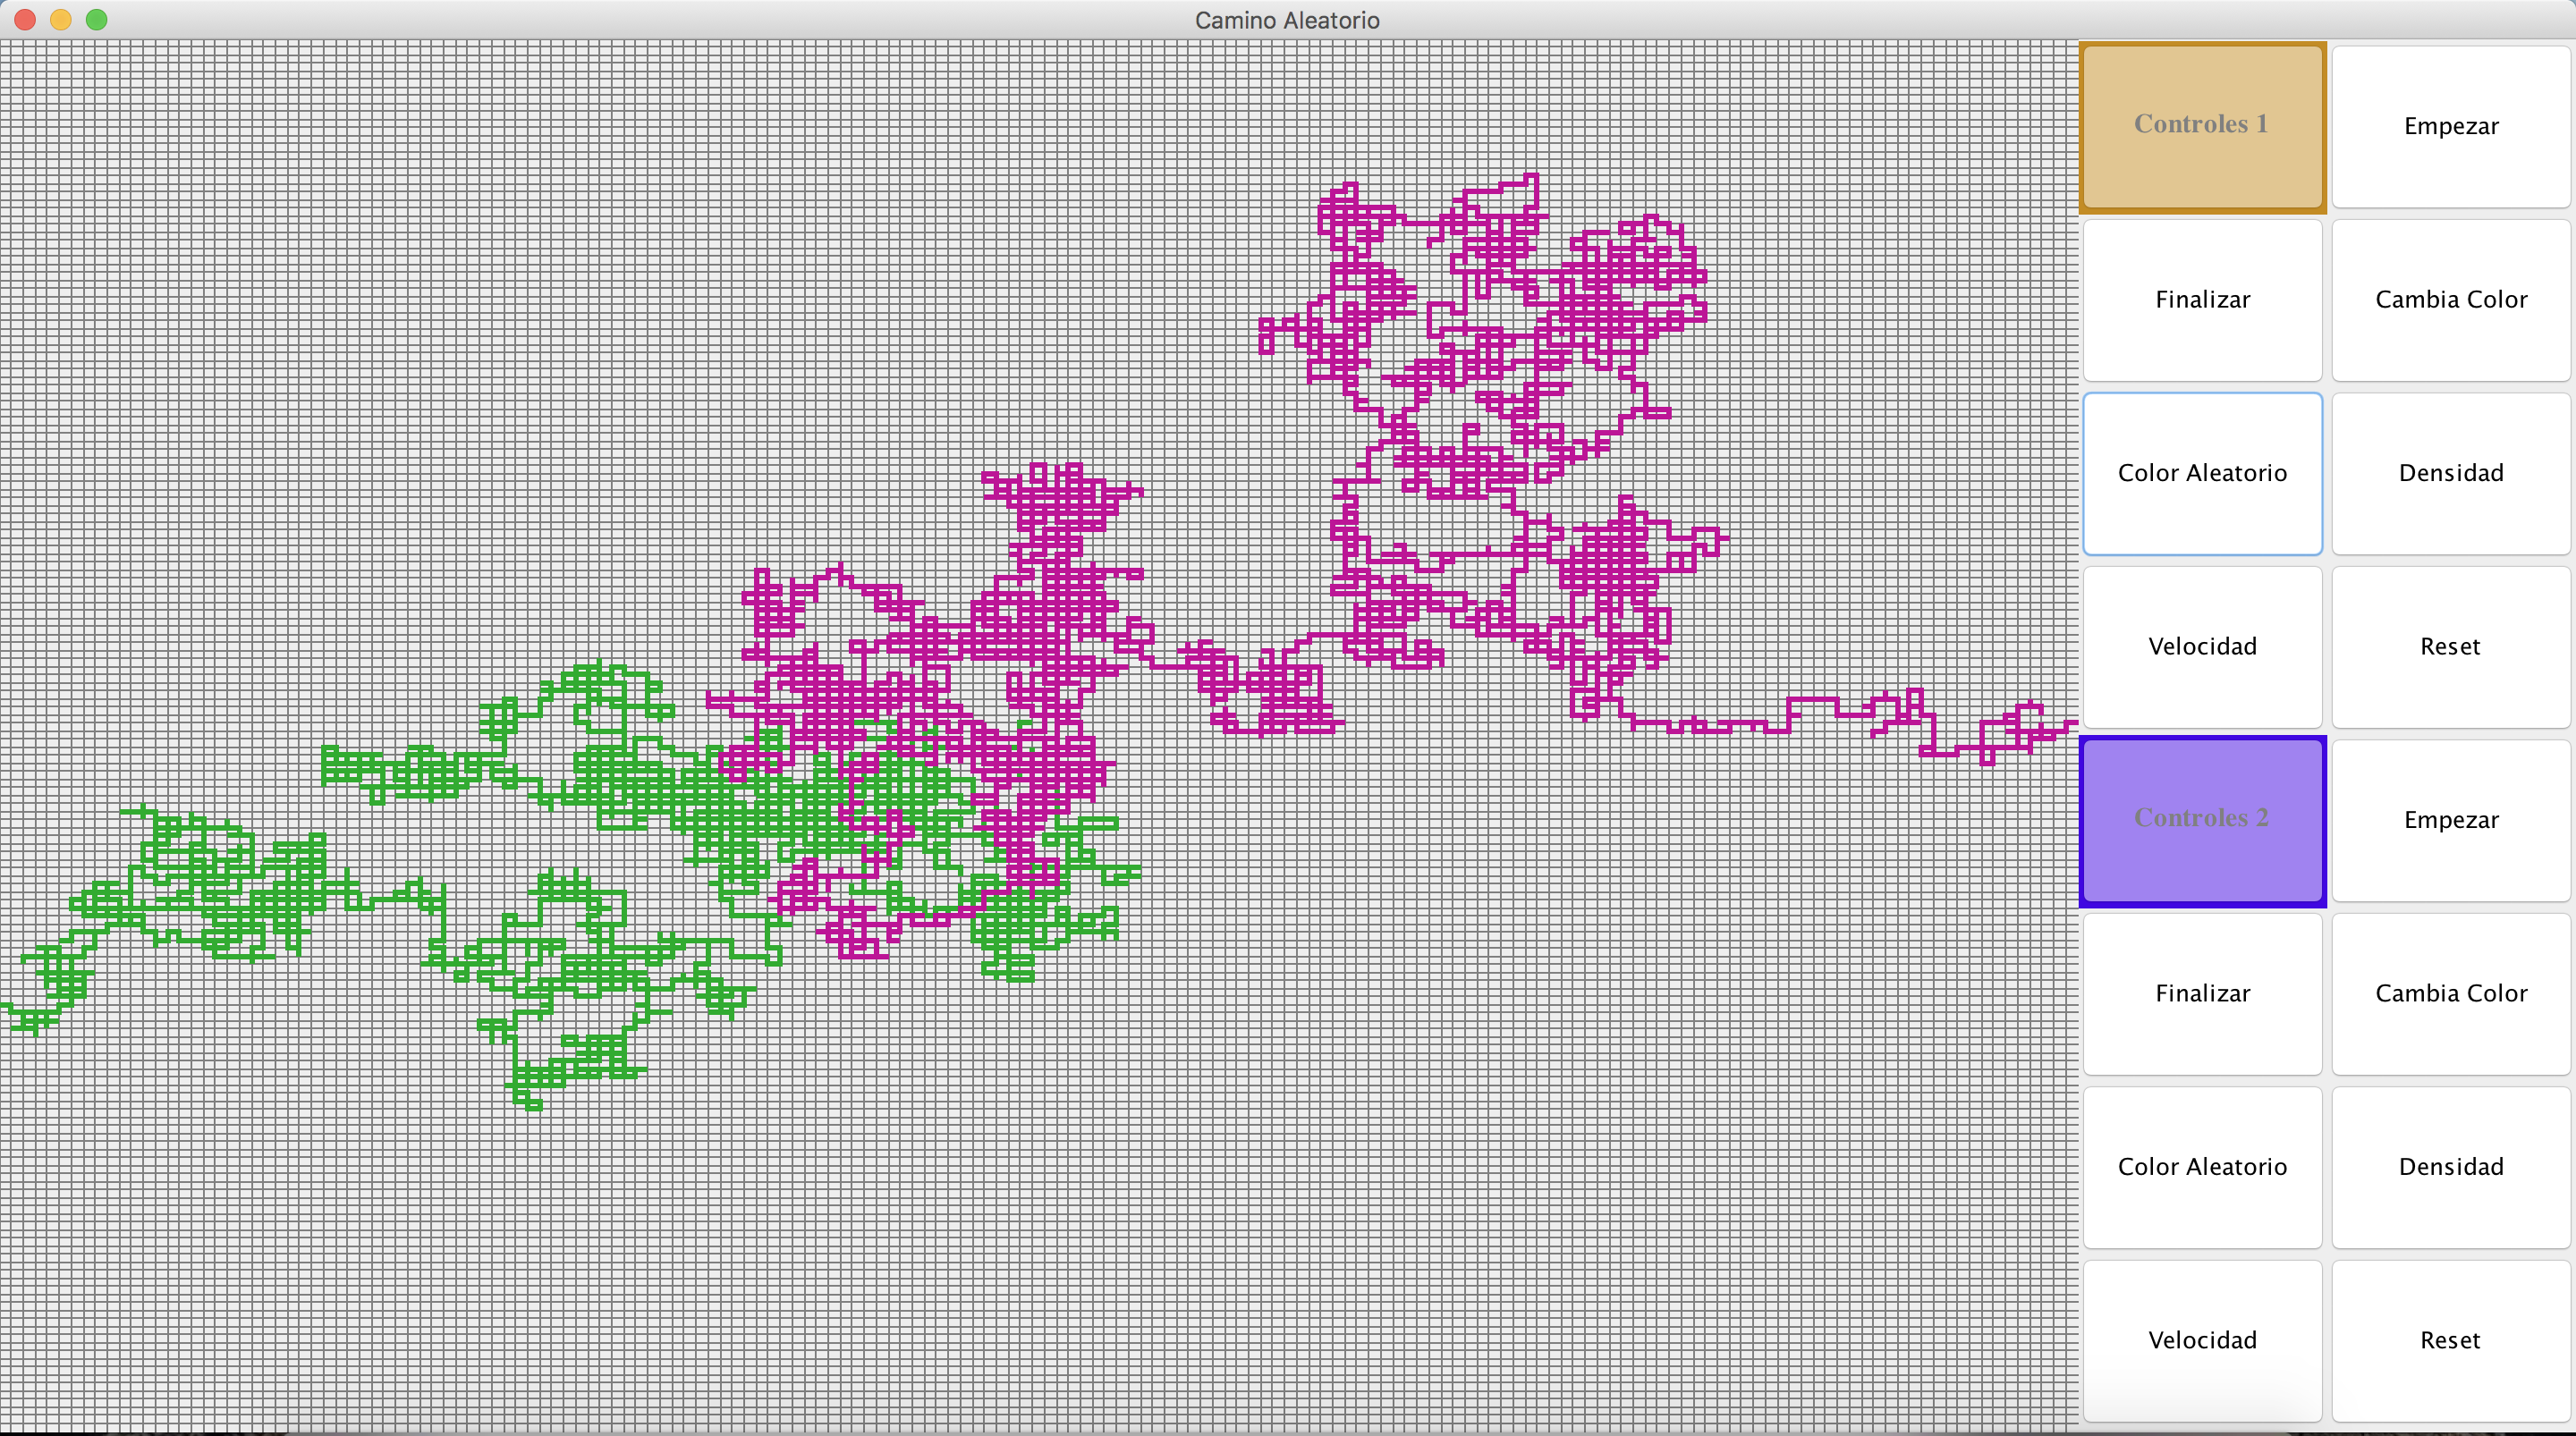 Camino Aleatorio
Controles 1
Empezar
Finalizar
Cambia Color
Color Aleatorio
Densidad
Velocidad
Reset
Controles 2
Empezar
Finalizar
Cambia Color
Color Aleatorio
Densidad
Velocidad
Reset